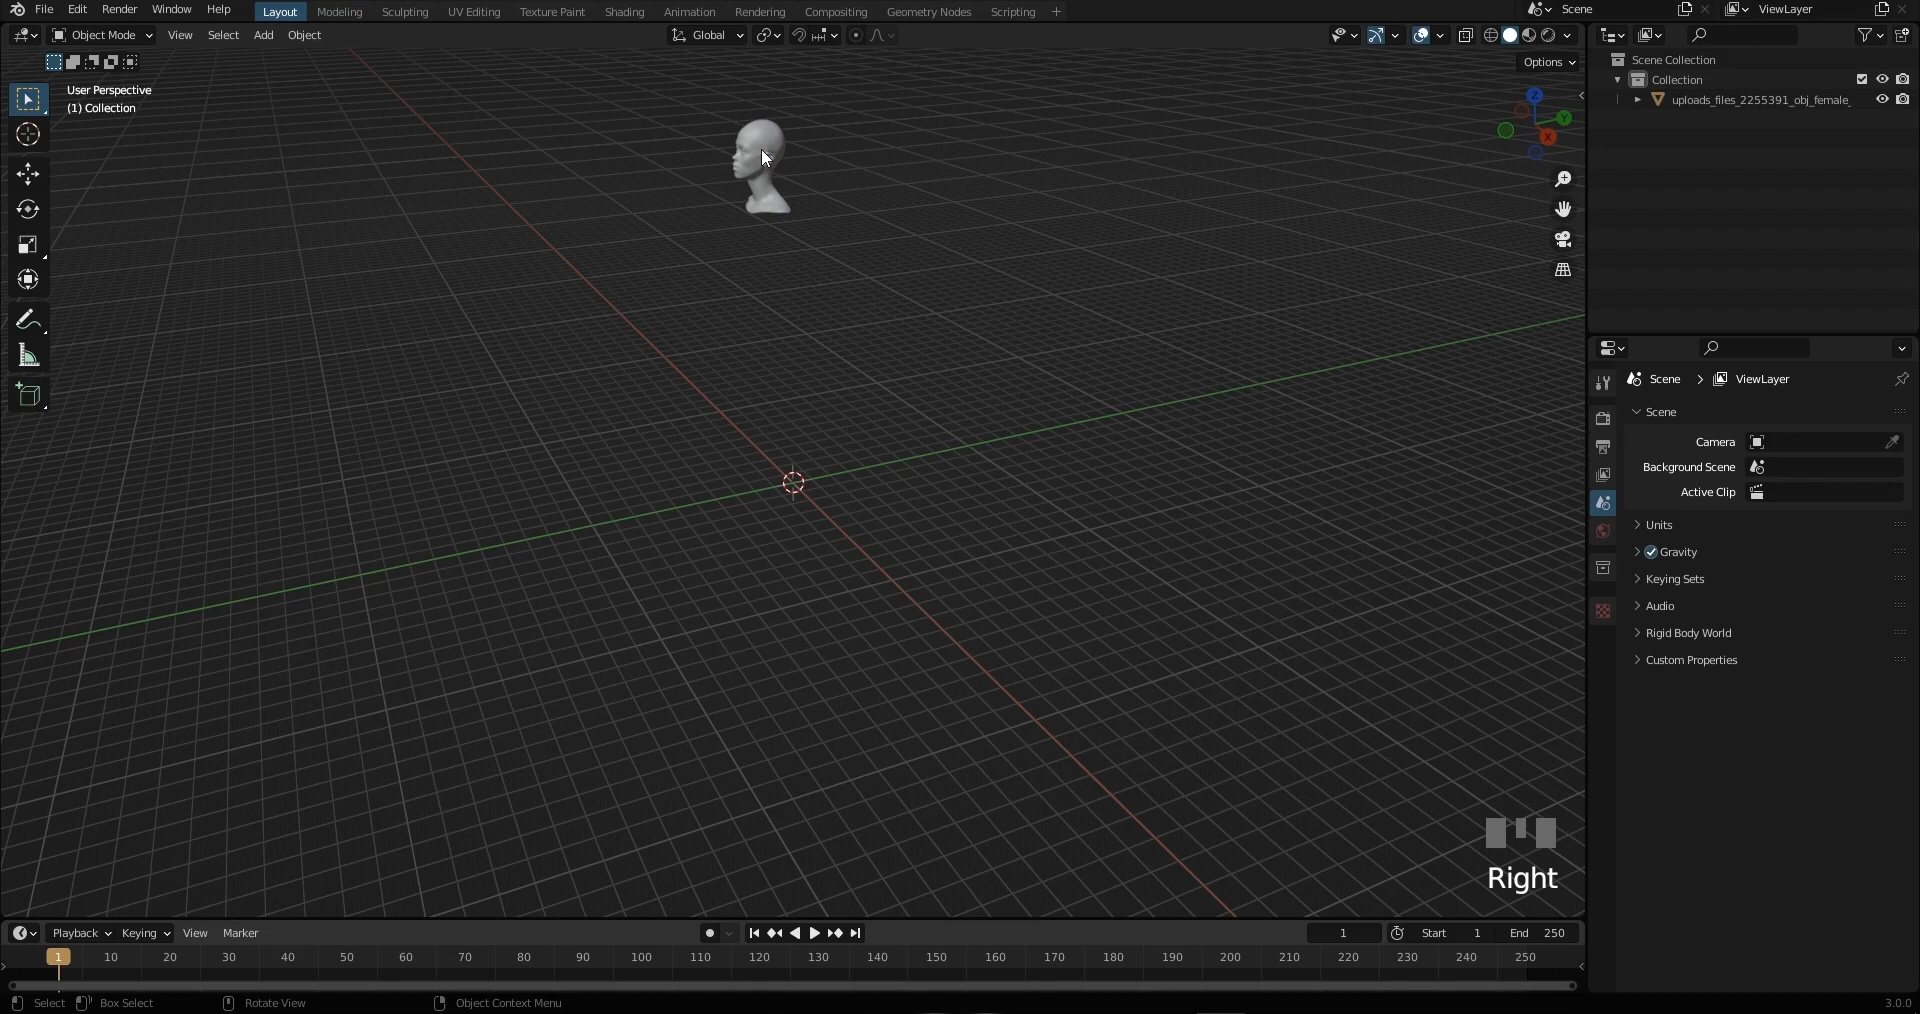 File Edit Render Window Help Layout Modeling Sculpting UV Editing Texture Paint Shading Animation Rendering Compositing Geometry Nodes Scripting + Scene ViewLayer
Object Mode View Select Add Object Global
Options
User Perspective
(1) Collection
Z
Y
X
Scene Collection
Collection
uploads_files_2255391_obj_female_
Scene > ViewLayer
Scene
Camera
Background Scene
Active Clip
Units
Gravity
Keying Sets
Audio
Rigid Body World
Custom Properties
Right
Playback Keying View Marker 1 Start 1 End 250
1 10 20 30 40 50 60 70 80 90 100 110 120 130 140 150 160 170 180 190 200 210 220 230 240 250
Select Box Select Rotate View Object Context Menu 3.0.0